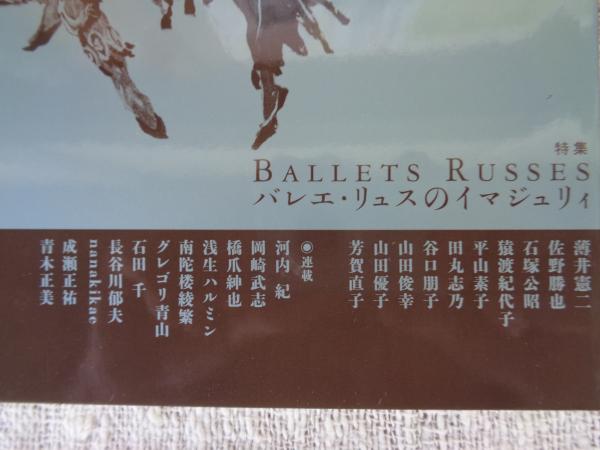 特集
BALLETS RUSSES
バレエ・リュスのイマジュリィ
薄井憲二
佐野勝也
石塚公昭
猿渡紀代子
平山素子
田丸志乃
谷口朋子
山田俊幸
山田優子
芳賀直子
◉連載
河内 紀
岡崎武志
橋爪紳也
浅生ハルミン
南陀楼綾繁
グレゴリ青山
石田 千
長谷川郁夫
nanakikae
成瀬正祐
青木正美